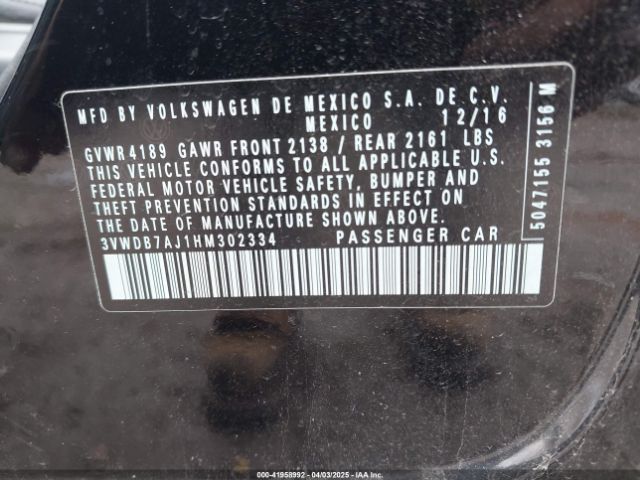 MFD BY VOLKSWAGEN DE MEXICO S.A. DE C.V.
MEXICO 12/16
GVWR 4189 GAWR FRONT 2138 / REAR 2161 LBS
THIS VEHICLE CONFORMS TO ALL APPLICABLE U.S.
FEDERAL MOTOR VEHICLE SAFETY, BUMPER AND
THEFT PREVENTION STANDARDS IN EFFECT ON
THE DATE OF MANUFACTURE SHOWN ABOVE.
3VWDB7AJ1HM302334 PASSENGER CAR
5047155 3156 M
000-41958992 - 04/03/2025 - IAA Inc.